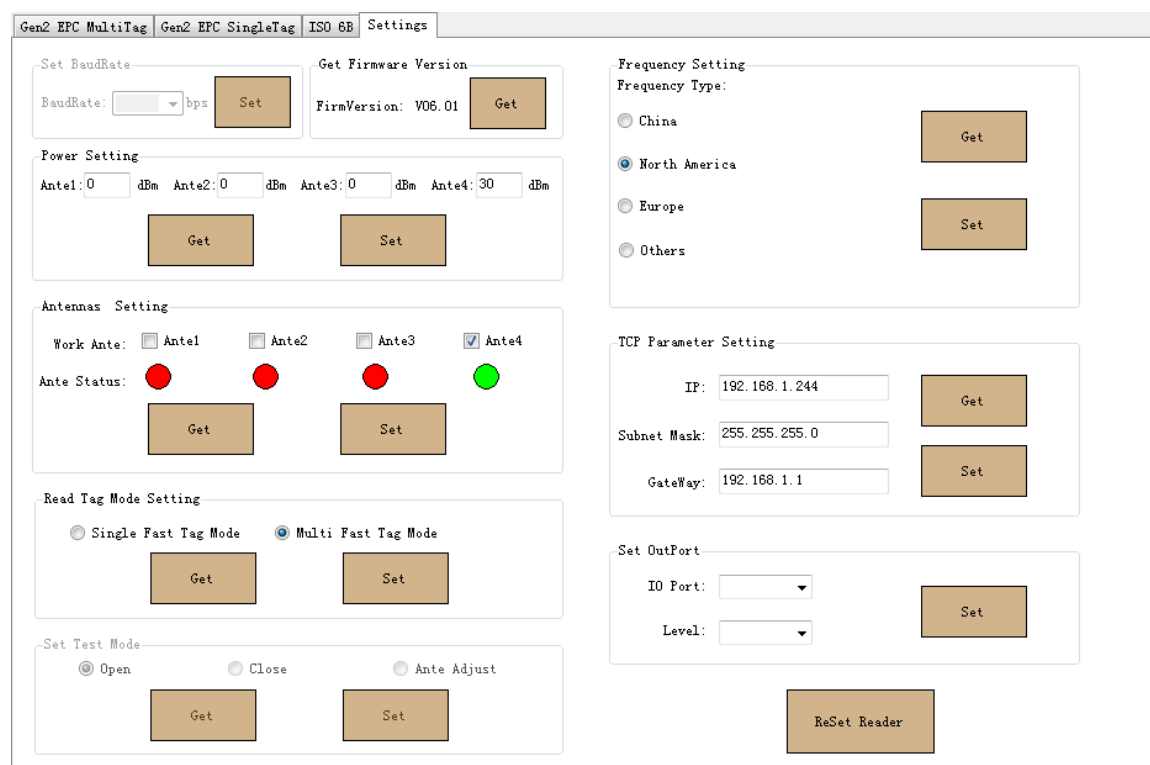 Gen2 EPC MultiTag Gen2 EPC SingleTag ISO 6B Settings
Set BaudRate
BaudRate: bps Set
Get Firmware Version
FirmVersion: V06.01 Get
Power Setting
Ante1: 0 dBm Ante2: 0 dBm Ante3: 0 dBm Ante4: 30 dBm
Get Set
Antennas Setting
Work Ante: Ante1 Ante2 Ante3 Ante4
Ante Status:
Get Set
Read Tag Mode Setting
Single Fast Tag Mode Multi Fast Tag Mode
Get Set
Set Test Mode
Open Close Ante Adjust
Get Set
Frequency Setting
Frequency Type:
China
Get
North America
Europe
Set
Others
TCP Parameter Setting
IP: 192.168.1.244
Get
Subnet Mask: 255.255.255.0
Set
GateWay: 192.168.1.1
Set OutPort
IO Port:
Set
Level:
ReSet Reader